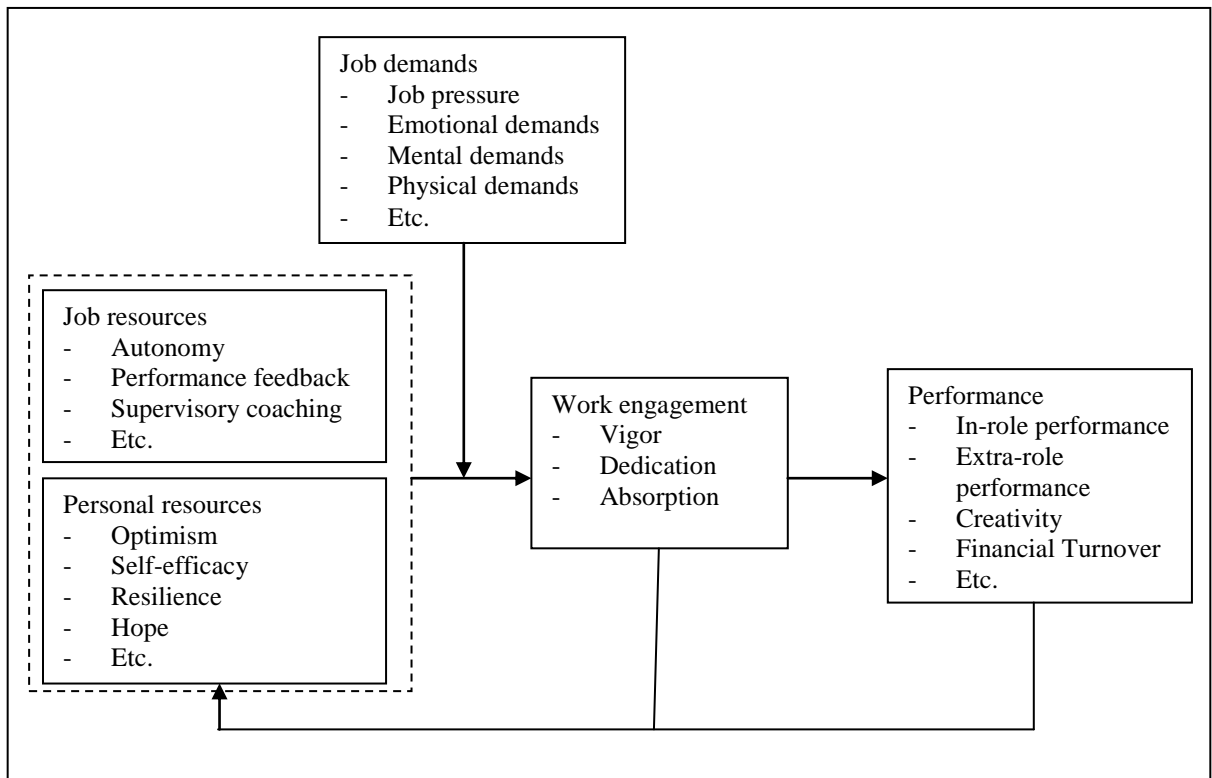 Job demands
- Job pressure
- Emotional demands
- Mental demands
- Physical demands
- Etc.
Job resources
- Autonomy
- Performance feedback
- Supervisory coaching
- Etc.
Personal resources
- Optimism
- Self-efficacy
- Resilience
- Hope
- Etc.
Work engagement
- Vigor
- Dedication
- Absorption
Performance
- In-role performance
- Extra-role
performance
- Creativity
- Financial Turnover
- Etc.